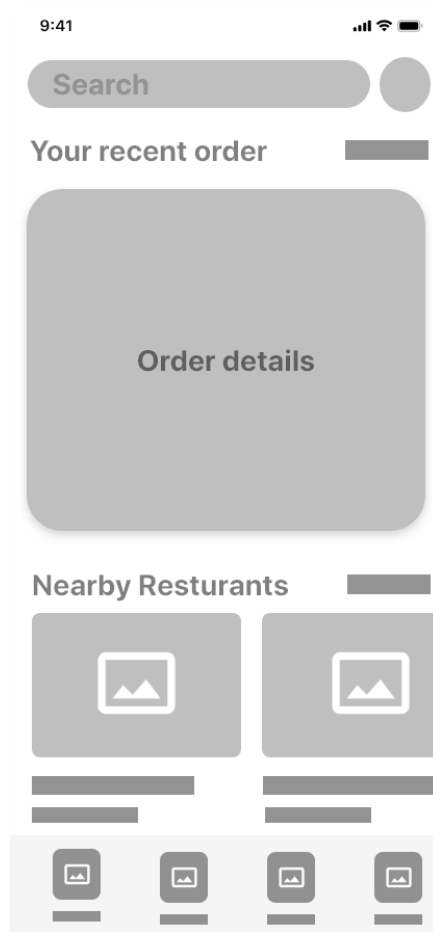 9:41
Search
Your recent order
Order details
Nearby Resturants